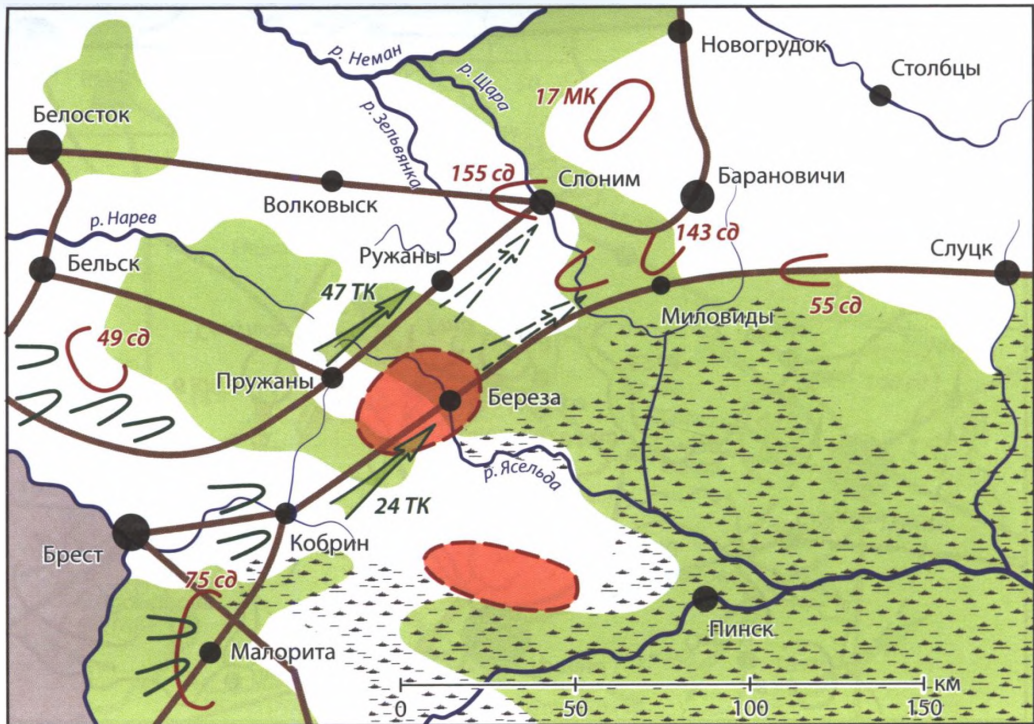 р. Неман
Новогрудок
р. Щара
Столбцы
17 МК
Белосток
р. Зельвянка
155 сд
Слоним
Барановичи
Волковыск
р. Нарев
143 сд
Слуцк
Ружаны
Бельск
47 ТК
Миловиды
55 сд
49 сд
Пружаны
Береза
р. Ясельда
24 ТК
Кобрин
Брест
75 сд
Пинск
Малорита
км
0 50 100 150